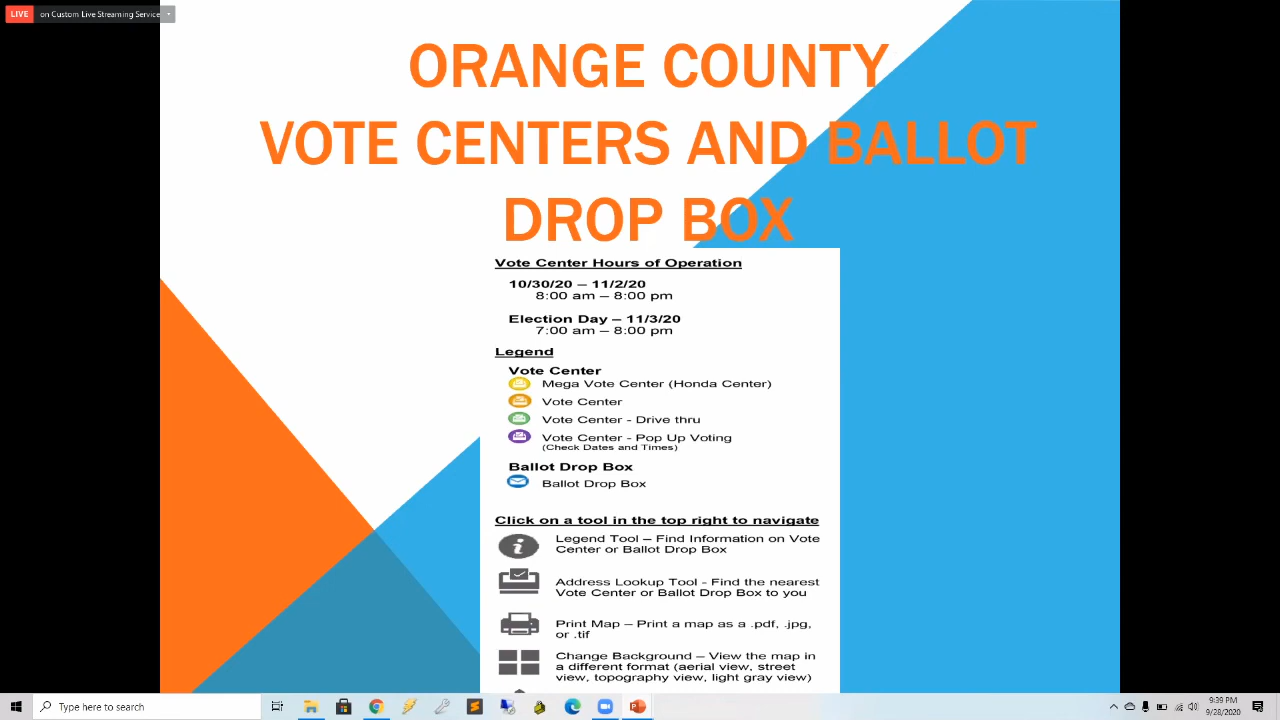 LIVE on Custom Live Streaming Service
ORANGE COUNTY
VOTE CENTERS AND BALLOT
DROP BOX
Vote Center Hours of Operation
10/30/20 – 11/2/20
8:00 am – 8:00 pm
Election Day – 11/3/20
7:00 am – 8:00 pm
Legend
Vote Center
Mega Vote Center (Honda Center)
Vote Center
Vote Center - Drive thru
Vote Center - Pop Up Voting
(Check Dates and Times)
Ballot Drop Box
Ballot Drop Box
Click on a tool in the top right to navigate
Legend Tool – Find Information on Vote
Center or Ballot Drop Box
Address Lookup Tool - Find the nearest
Vote Center or Ballot Drop Box to you
Print Map – Print a map as a .pdf, .jpg,
or .tif
Change Background – View the map in
a different format (aerial view, street
view, topography view, light gray view)
Type here to search
9:39 PM
9/28/2020